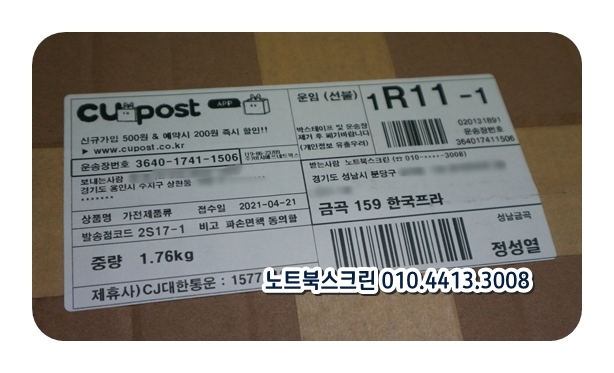 CUpost APP
신규가입 500원 & 예약시 200원 즉시 할인!!
▶ www.cupost.co.kr
운송장번호 3640-1741-1506
보내는사람
경기도 용인시 수지구 상현동
*******
상품명 가전제품류 접수일 2021-04-21
발송점코드 2S17-1 비고 파손면책 동의함
중량 1.76kg
제휴사) CJ대한통운 : 1577
운임 (선불) 1R11 -1
박스테이프 및 운송장
제거 후 폐기바랍니다
(개인정보 유출우려)
020131891
운송장번호
364017411506
받는사람 노트북스크린 (☎ 010-****-3008)
경기도 성남시 분당구
금곡 159 한국프라
성남금곡
정성열
노트북스크린 010.4413.3008